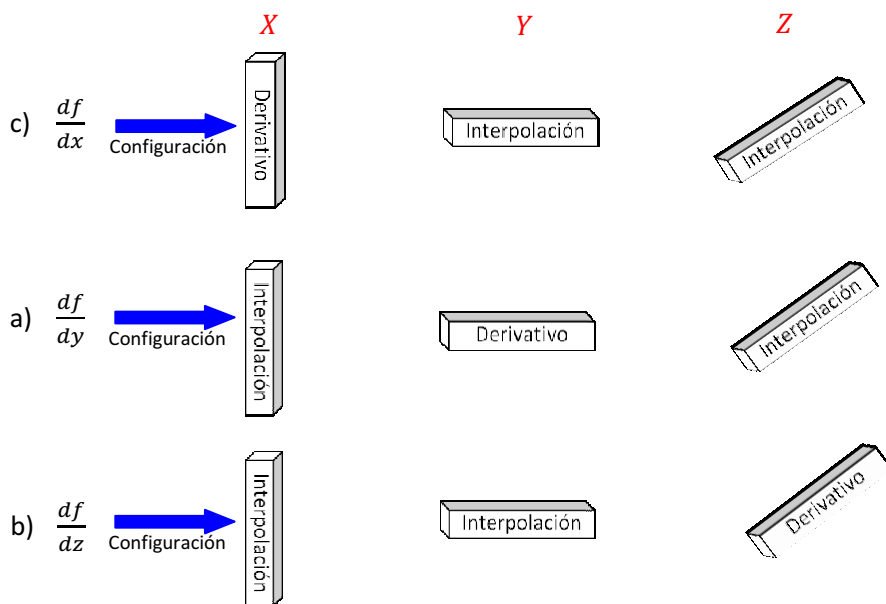 X Y Z
c) df/dx Configuración Derivativo Interpolación Interpolación
a) df/dy Configuración Interpolación Derivativo Interpolación
b) df/dz Configuración Interpolación Interpolación Derivativo